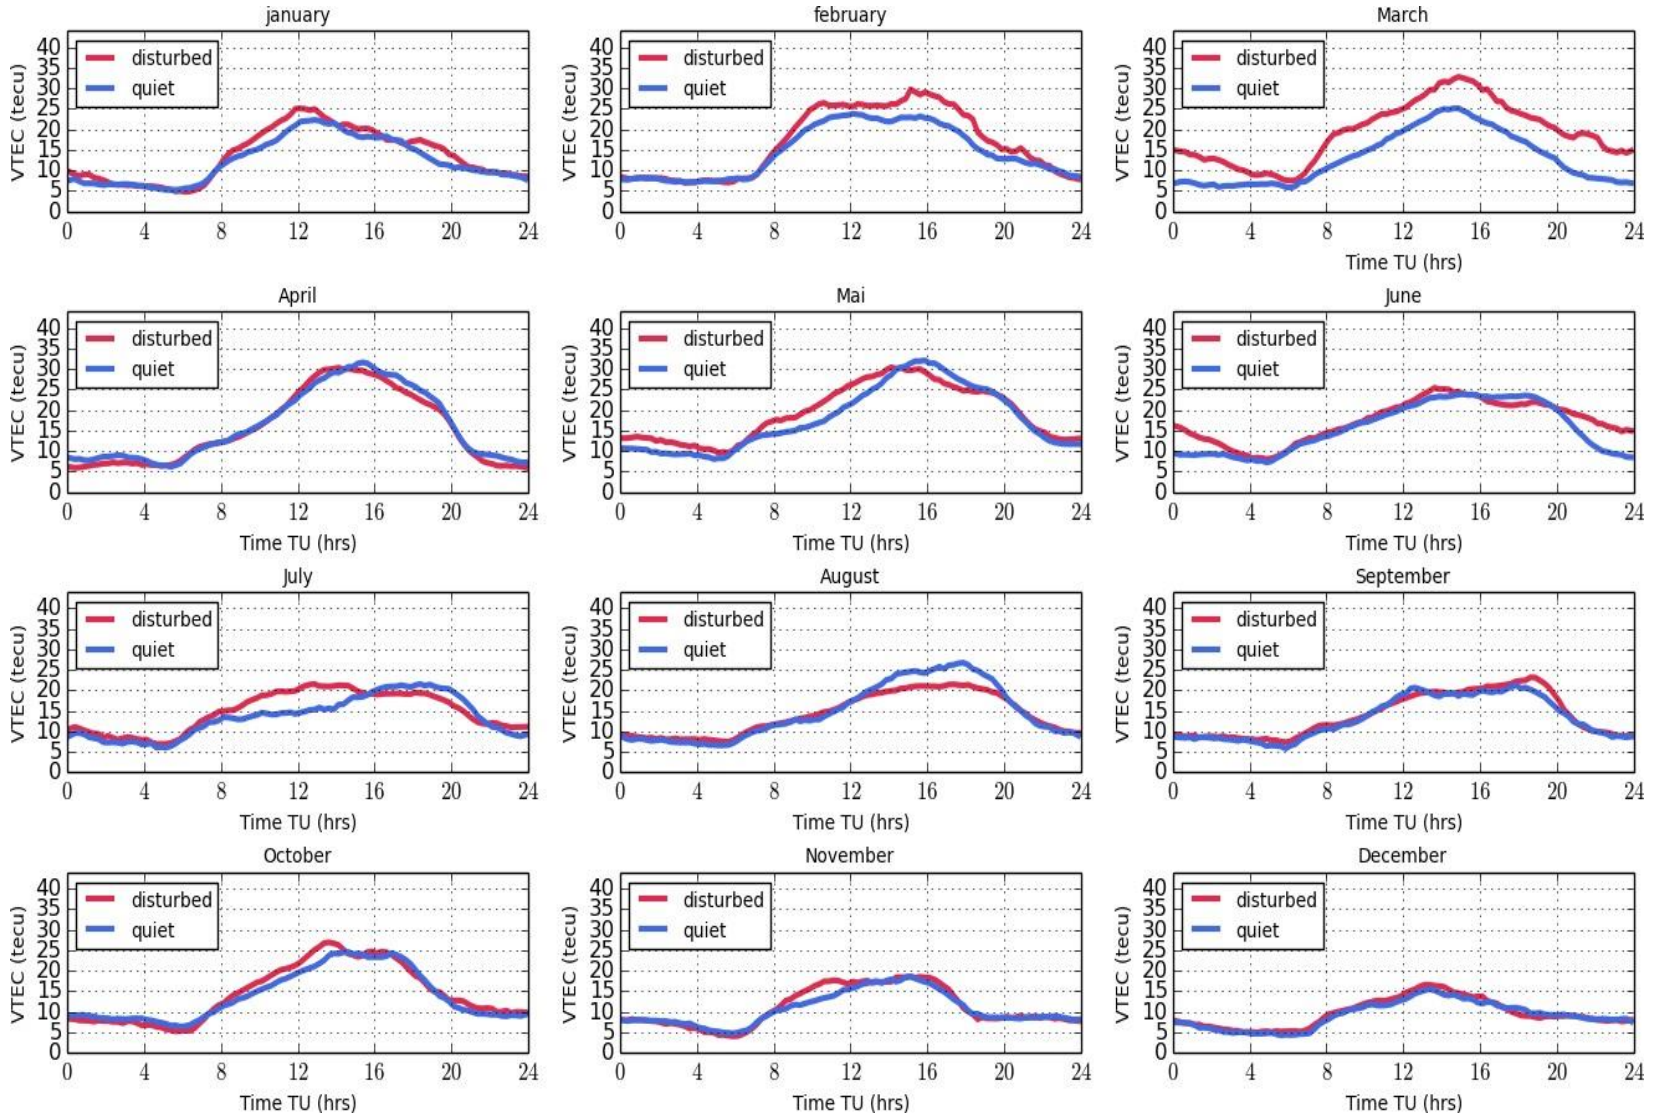 january february March
VTEC (tecu) 40 35 30 25 20 15 10 5 0 disturbed quiet 0 4 8 12 16 20 24
VTEC (tecu) 40 35 30 25 20 15 10 5 0 disturbed quiet 0 4 8 12 16 20 24
VTEC (tecu) 40 35 30 25 20 15 10 5 0 disturbed quiet 0 4 8 12 16 20 24
Time TU (hrs)
April Mai June
VTEC (tecu) 40 35 30 25 20 15 10 5 0 disturbed quiet 0 4 8 12 16 20 24
Time TU (hrs)
VTEC (tecu) 40 35 30 25 20 15 10 5 0 disturbed quiet 0 4 8 12 16 20 24
Time TU (hrs)
VTEC (tecu) 40 35 30 25 20 15 10 5 0 disturbed quiet 0 4 8 12 16 20 24
Time TU (hrs)
July August September
VTEC (tecu) 40 35 30 25 20 15 10 5 0 disturbed quiet 0 4 8 12 16 20 24
Time TU (hrs)
VTEC (tecu) 40 35 30 25 20 15 10 5 0 disturbed quiet 0 4 8 12 16 20 24
Time TU (hrs)
VTEC (tecu) 40 35 30 25 20 15 10 5 0 disturbed quiet 0 4 8 12 16 20 24
Time TU (hrs)
October November December
VTEC (tecu) 40 35 30 25 20 15 10 5 0 disturbed quiet 0 4 8 12 16 20 24
Time TU (hrs)
VTEC (tecu) 40 35 30 25 20 15 10 5 0 disturbed quiet 0 4 8 12 16 20 24
Time TU (hrs)
VTEC (tecu) 40 35 30 25 20 15 10 5 0 disturbed quiet 0 4 8 12 16 20 24
Time TU (hrs)